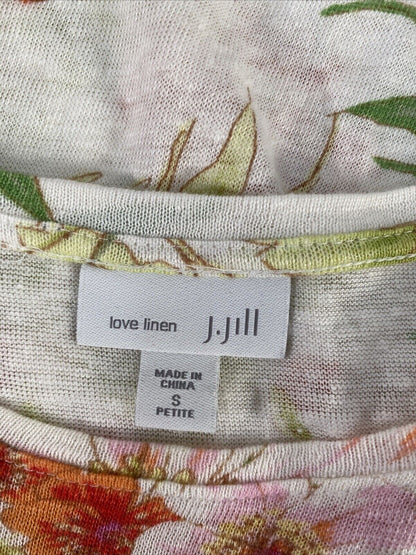 love linen J.Jill
MADE IN
CHINA
S
PETITE